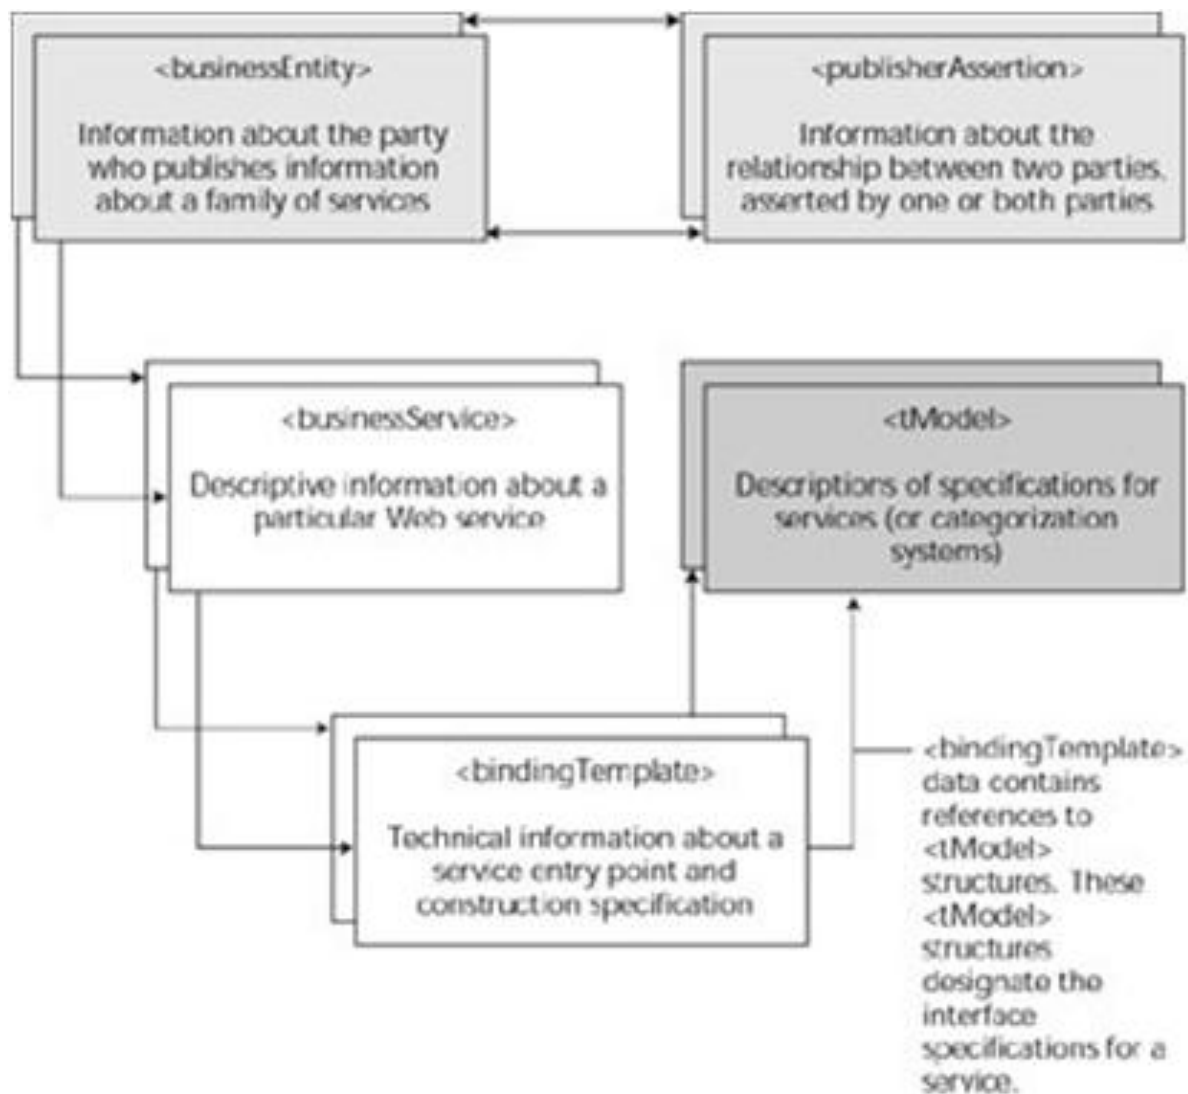 <businessEntity>
Information about the party
who publishes information
about a family of services
<publisherAssertion>
Information about the
relationship between two parties,
asserted by one or both parties
<businessService>
Descriptive information about a
particular Web service
<tModel>
Descriptions of specifications for
services (or categorization
systems)
<bindingTemplate>
Technical information about a
service entry point and
construction specification
<bindingTemplate>
data contains
references to
<tModel>
structures. These
<tModel>
structures
designate the
interface
specifications for a
service.